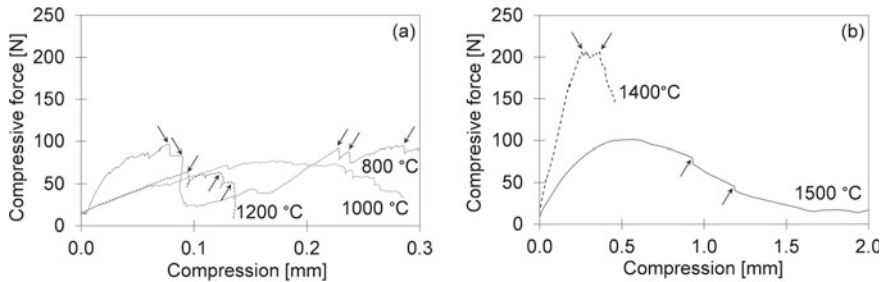 (a)
Compressive force [N]
250
200
150
100
50
0
800 °C
1000 °C
1200 °C
0.0 0.1 0.2 0.3
Compression [mm]
(b)
Compressive force [N]
250
200
150
100
50
0
1400°C
1500 °C
0.0 0.5 1.0 1.5 2.0
Compression [mm]